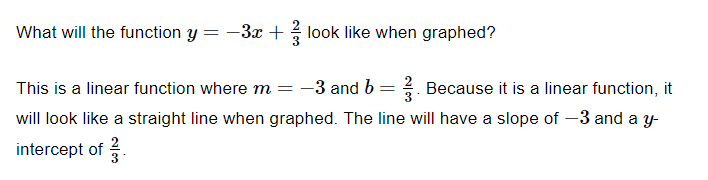 What will the function y = −3x + 2/3 look like when graphed?
This is a linear function where m = −3 and b = 2/3. Because it is a linear function, it
will look like a straight line when graphed. The line will have a slope of −3 and a y-
intercept of 2/3.